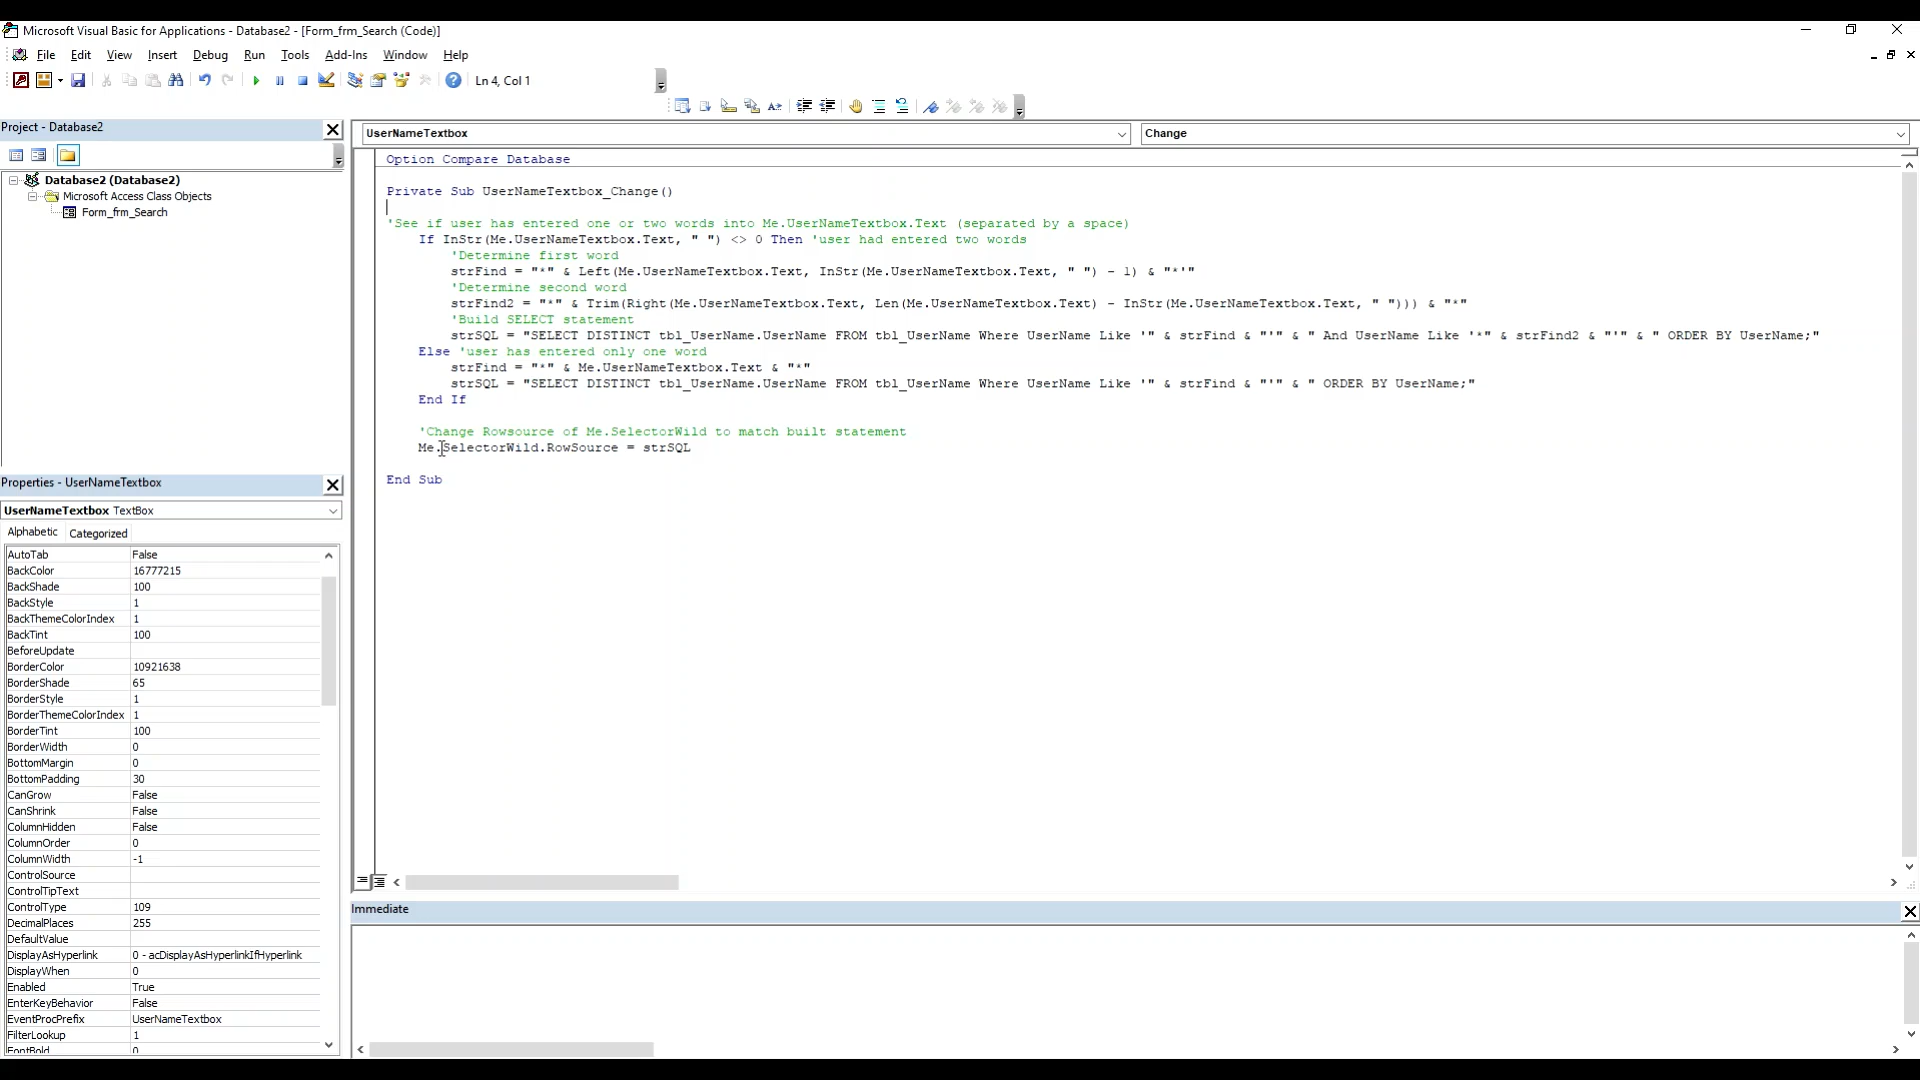 Microsoft Visual Basic for Applications - Database2 - [Form_frm_Search (Code)]
File Edit View Insert Debug Run Tools Add-Ins Window Help
Ln 4, Col 1
Project - Database2
Database2 (Database2)
Microsoft Access Class Objects
Form_frm_Search
UserNameTextbox
Change
Option Compare Database
Private Sub UserNameTextbox_Change()
'See if user has entered one or two words into Me.UserNameTextbox.Text (separated by a space)
If InStr(Me.UserNameTextbox.Text, " ") <> 0 Then 'user had entered two words
'Determine first word
strFind = "*" & Left(Me.UserNameTextbox.Text, InStr(Me.UserNameTextbox.Text, " ") - 1) & "*'"
'Determine second word
strFind2 = "*" & Trim(Right(Me.UserNameTextbox.Text, Len(Me.UserNameTextbox.Text) - InStr(Me.UserNameTextbox.Text, " "))) & "*"
'Build SELECT statement
strSQL = "SELECT DISTINCT tbl_UserName.UserName FROM tbl_UserName Where UserName Like '" & strFind & "'" & " And UserName Like '*" & strFind2 & "'" & " ORDER BY UserName;"
Else 'user has entered only one word
strFind = "*" & Me.UserNameTextbox.Text & "*"
strSQL = "SELECT DISTINCT tbl_UserName.UserName FROM tbl_UserName Where UserName Like '" & strFind & "'" & " ORDER BY UserName;"
End If
'Change Rowsource of Me.SelectorWild to match built statement
Me.SelectorWild.RowSource = strSQL
End Sub
Properties - UserNameTextbox
UserNameTextbox TextBox
Alphabetic Categorized
AutoTab False
BackColor 16777215
BackShade 100
BackStyle 1
BackThemeColorIndex 1
BackTint 100
BeforeUpdate
BorderColor 10921638
BorderShade 65
BorderStyle 1
BorderThemeColorIndex 1
BorderTint 100
BorderWidth 0
BottomMargin 0
BottomPadding 30
CanGrow False
CanShrink False
ColumnHidden False
ColumnOrder 0
ColumnWidth -1
ControlSource
ControlTipText
ControlType 109
DecimalPlaces 255
DefaultValue
DisplayAsHyperlink 0 - acDisplayAsHyperlinkIfHyperlink
DisplayWhen 0
Enabled True
EnterKeyBehavior False
EventProcPrefix UserNameTextbox
FilterLookup 1
FontBold 0
Immediate